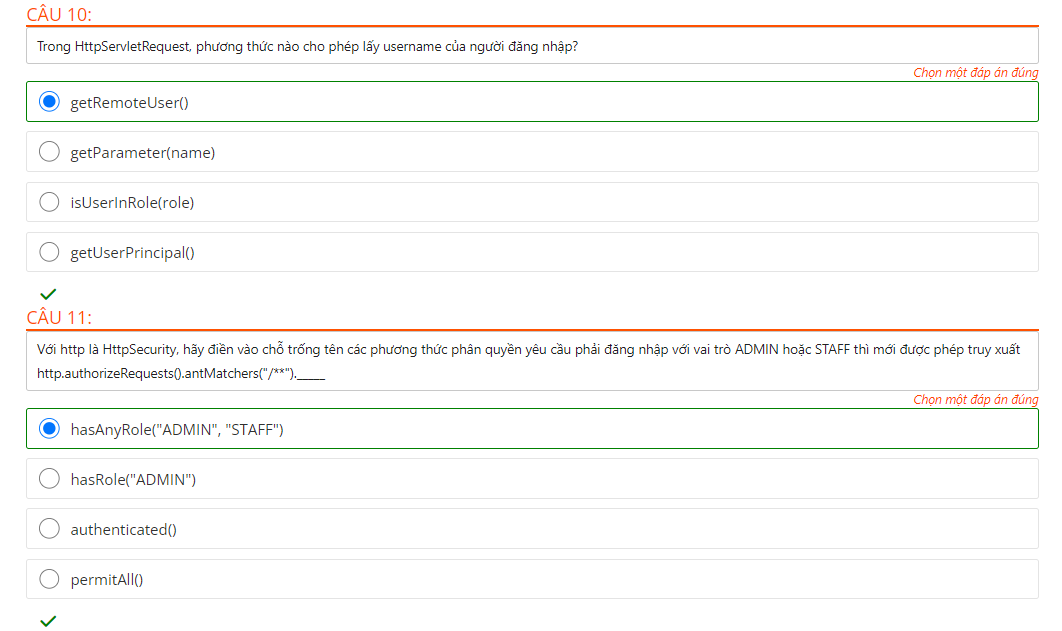 CÂU 10:
Trong HttpServletRequest, phương thức nào cho phép lấy username của người đăng nhập?
Chọn một đáp án đúng
getRemoteUser()
getParameter(name)
isUserInRole(role)
getUserPrincipal()
CÂU 11:
Với http là HttpSecurity, hãy điền vào chỗ trống tên các phương thức phân quyền yêu cầu phải đăng nhập với vai trò ADMIN hoặc STAFF thì mới được phép truy xuất
http.authorizeRequests().antMatchers("/**")._____
Chọn một đáp án đúng
hasAnyRole("ADMIN", "STAFF")
hasRole("ADMIN")
authenticated()
permitAll()